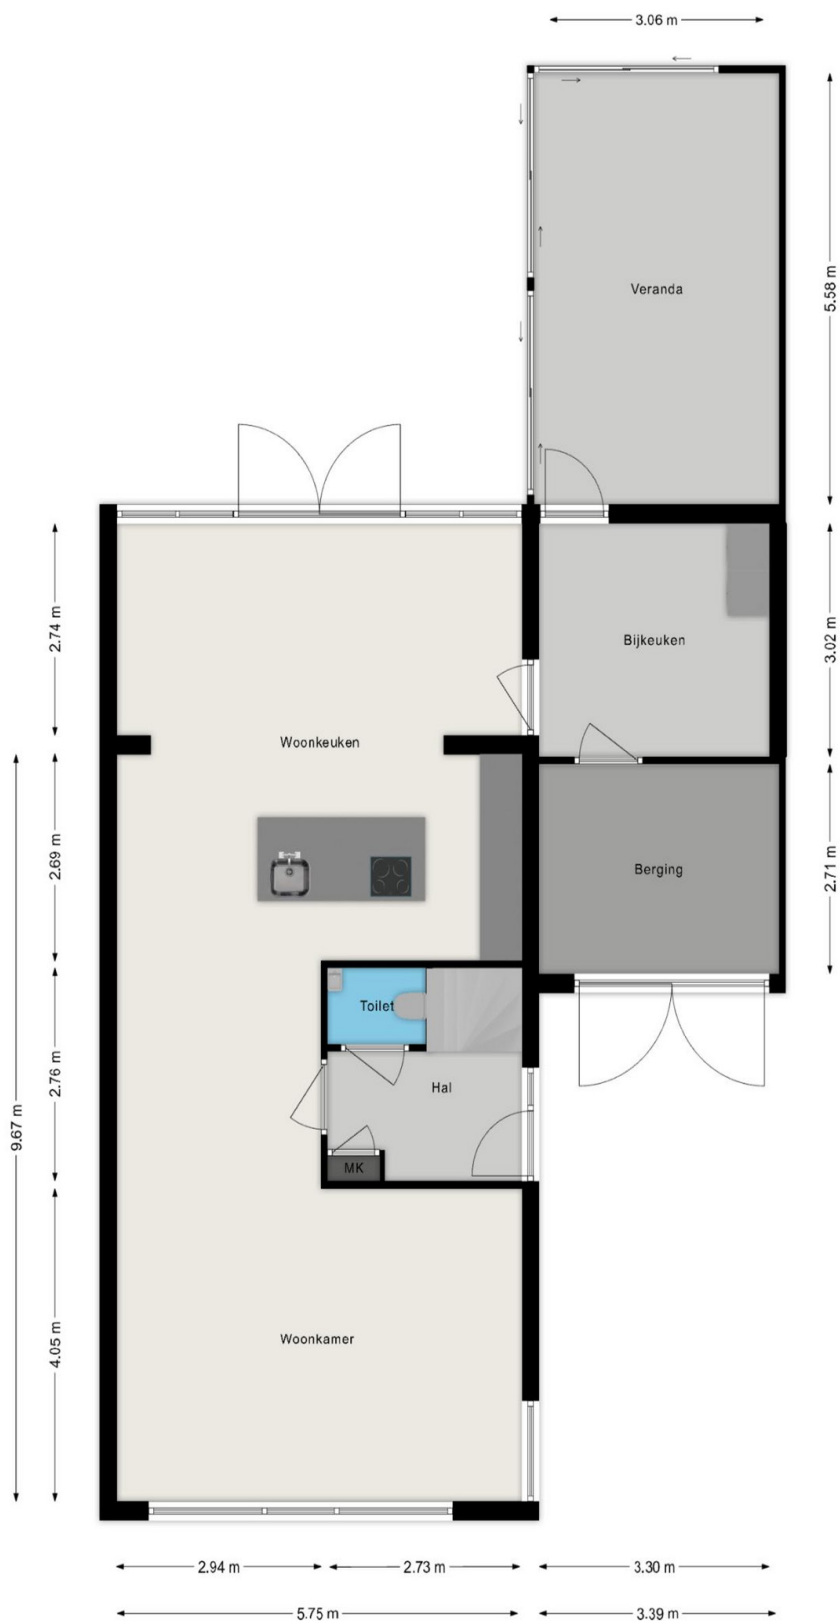 3.06 m
Veranda
5.58 m
2.74 m
Bijkeuken
3.02 m
Woonkeuken
2.69 m
Berging
2.71 m
Toilet
2.76 m
Hal
9.67 m
MK
4.05 m
Woonkamer
2.94 m
2.73 m
3.30 m
5.75 m
3.39 m